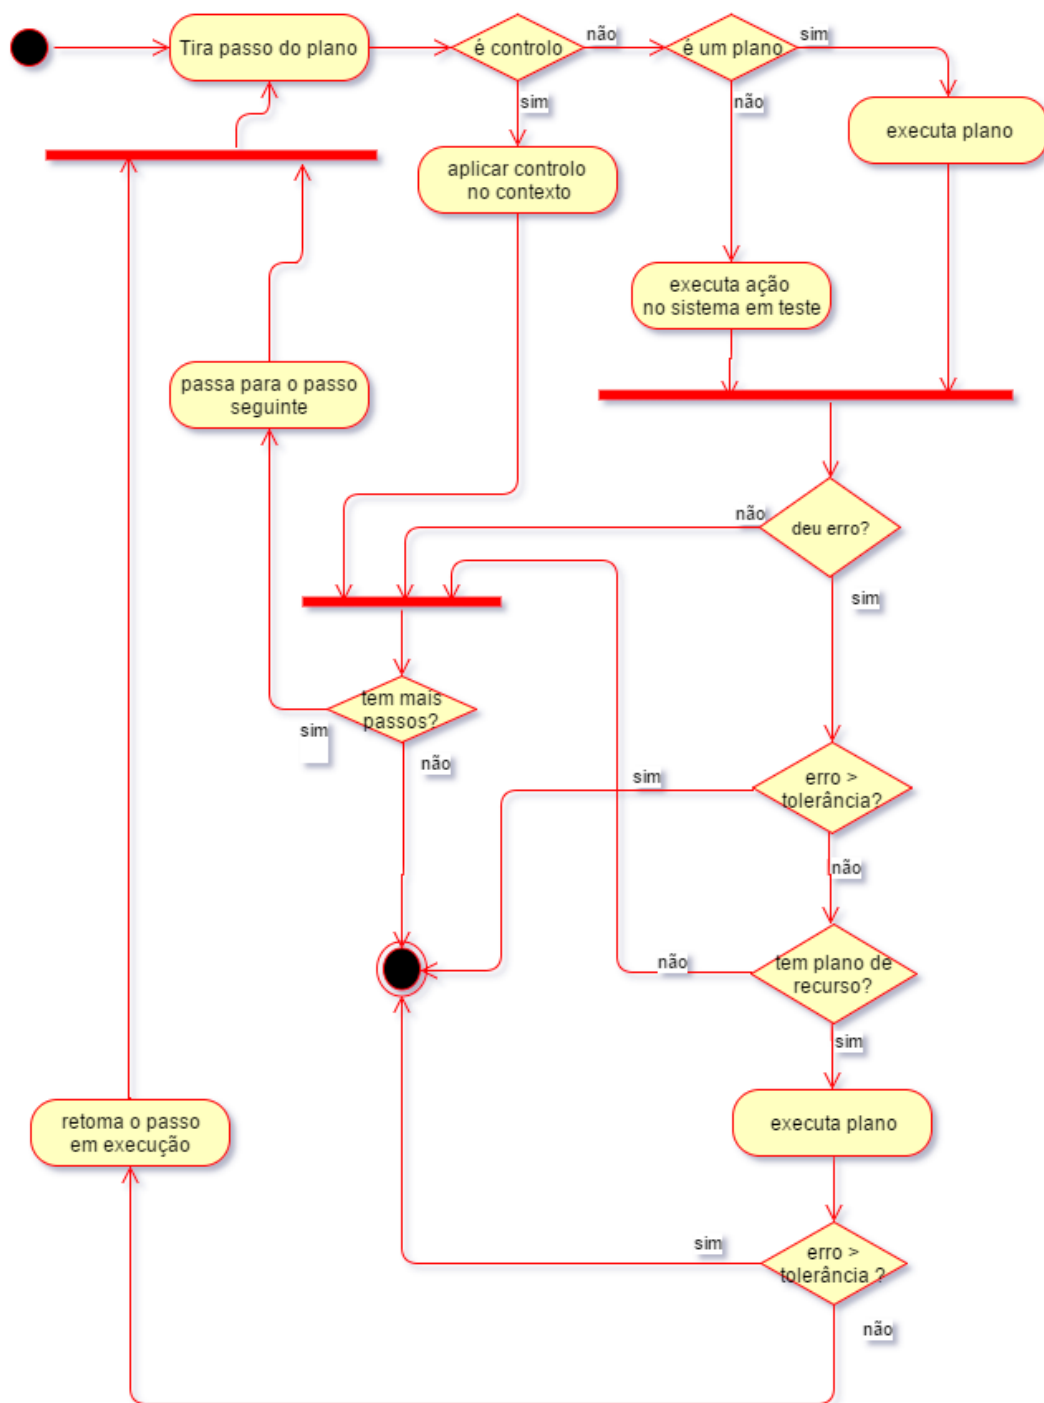 Tira passo do plano
é controlo
não
é um plano
sim
sim
não
executa plano
aplicar controlo
no contexto
executa ação
no sistema em teste
passa para o passo
seguinte
não
deu erro?
sim
tem mais
passos?
sim
não
sim
erro >
tolerância?
não
não
tem plano de
recurso?
sim
retoma o passo
em execução
executa plano
sim
erro >
tolerância ?
não